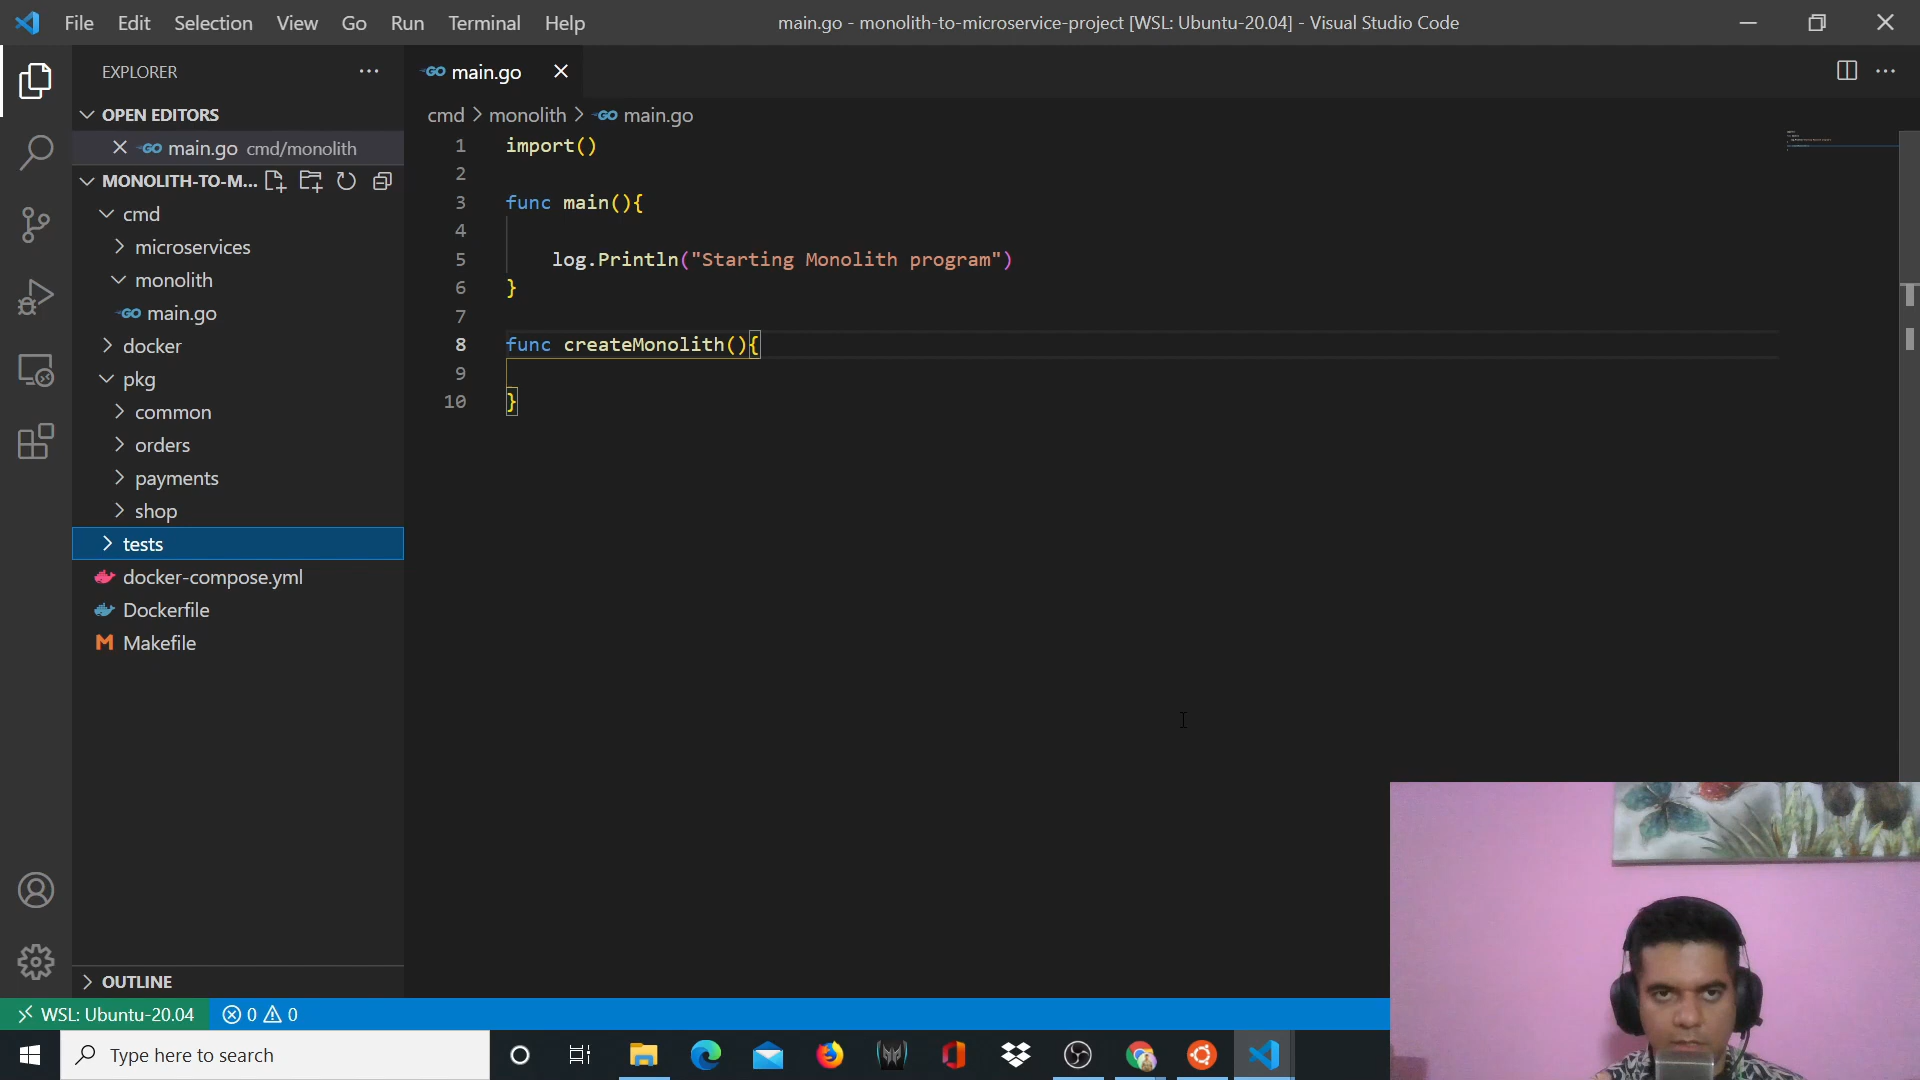 File Edit Selection View Go Run Terminal Help
main.go - monolith-to-microservice-project [WSL: Ubuntu-20.04] - Visual Studio Code
EXPLORER
OPEN EDITORS
main.go cmd/monolith
MONOLITH-TO-M...
cmd
microservices
monolith
GO main.go
docker
pkg
common
orders
payments
shop
tests
docker-compose.yml
Dockerfile
M Makefile
OUTLINE
GO main.go
cmd > monolith > GO main.go
1 import()
2
3 func main(){
4
5 log.Println("Starting Monolith program")
6 }
7
8 func createMonolith(){
9
10 }
WSL: Ubuntu-20.04 0 0
Type here to search